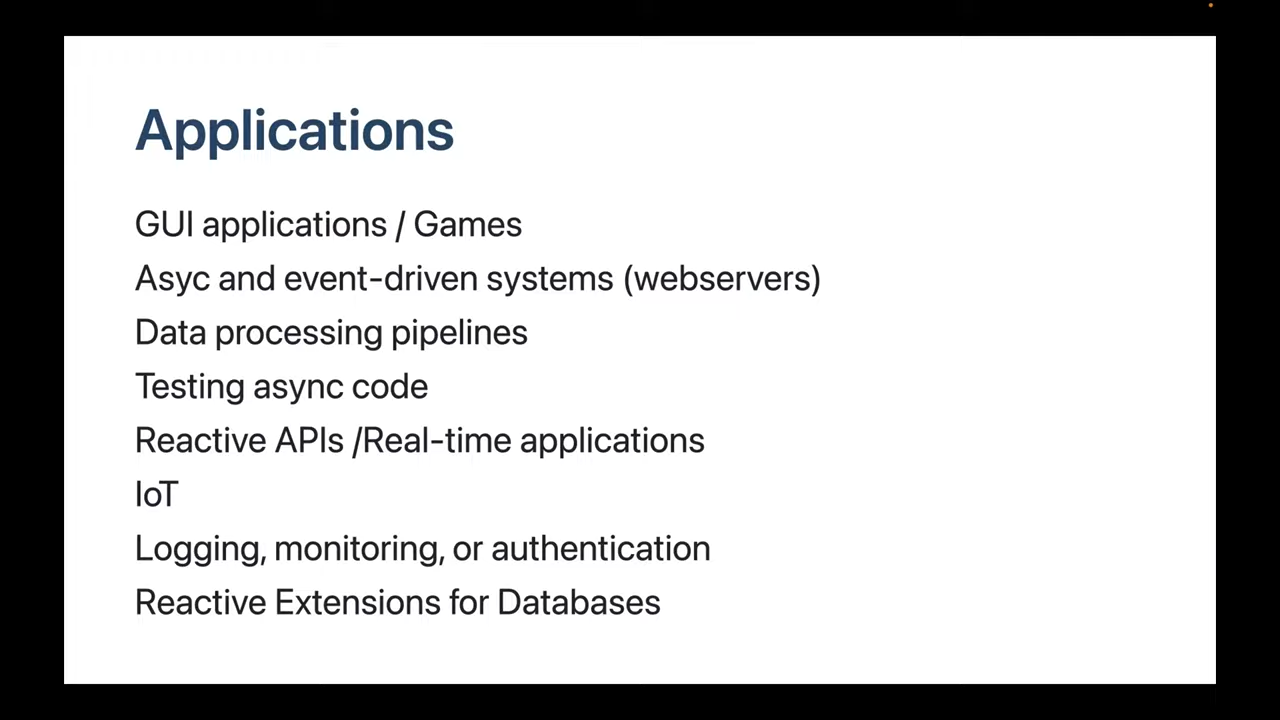 Applications
GUI applications / Games
Asyc and event-driven systems (webservers)
Data processing pipelines
Testing async code
Reactive APIs /Real-time applications
IoT
Logging, monitoring, or authentication
Reactive Extensions for Databases